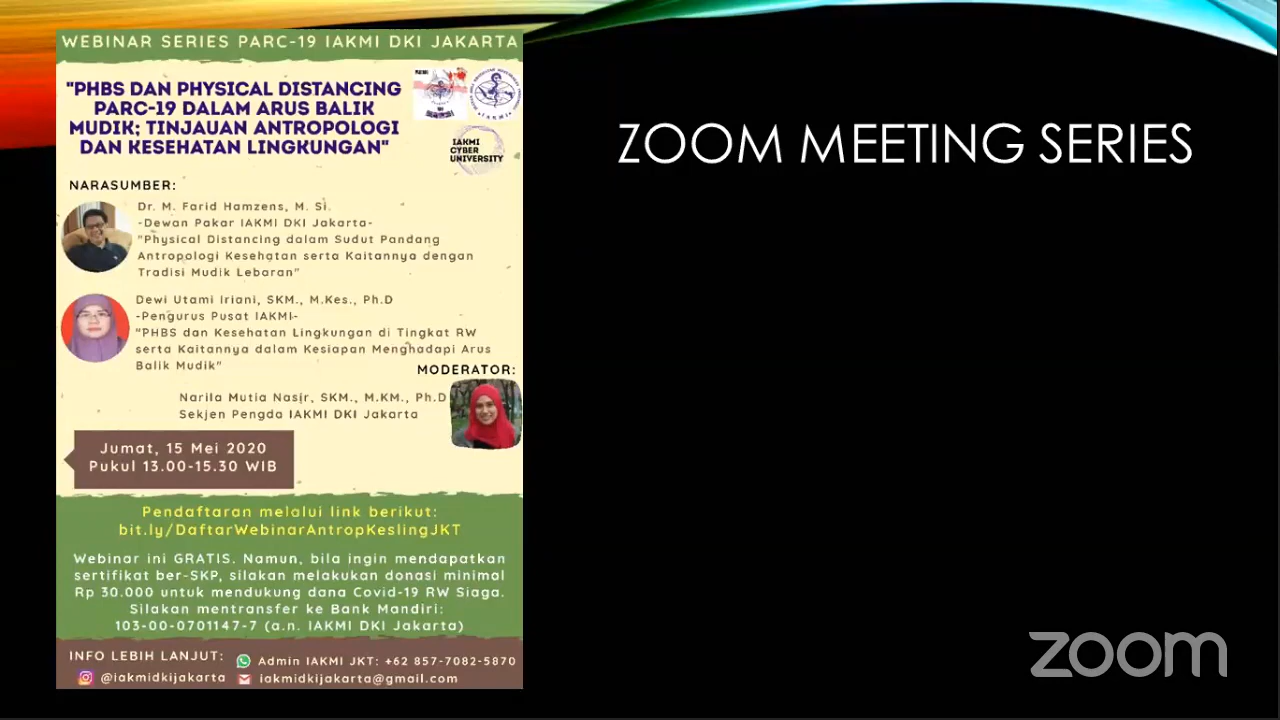 WEBINAR SERIES PARC-19 IAKMI DKI JAKARTA
"PHBS DAN PHYSICAL DISTANCING
PARC-19 DALAM ARUS BALIK
MUDIK; TINJAUAN ANTROPOLOGI
DAN KESEHATAN LINGKUNGAN"
IAKMI
CYBER
UNIVERSITY
NARASUMBER:
Dr. M. Farid Hamzens, M. Si.
-Dewan Pakar IAKMI DKI Jakarta-
"Physical Distancing dalam Sudut Pandang
Antropologi Kesehatan serta Kaitannya dengan
Tradisi Mudik Lebaran"
Dewi Utami Iriani, SKM., M.Kes., Ph.D
-Pengurus Pusat IAKMI-
"PHBS dan Kesehatan Lingkungan di Tingkat RW
serta Kaitannya dalam Kesiapan Menghadapi Arus
Balik Mudik"
MODERATOR:
Narila Mutia Nasir, SKM., M.KM., Ph.D
Sekjen Pengda IAKMI DKI Jakarta
Jumat, 15 Mei 2020
Pukul 13.00-15.30 WIB
Pendaftaran melalui link berikut:
bit.ly/DaftarWebinarAntropKeslingJKT
Webinar ini GRATIS. Namun, bila ingin mendapatkan
sertifikat ber-SKP, silakan melakukan donasi minimal
Rp 30.000 untuk mendukung dana Covid-19 RW Siaga.
Silakan mentransfer ke Bank Mandiri:
103-00-0701147-7 (a.n. IAKMI DKI Jakarta)
INFO LEBIH LANJUT:
Admin IAKMI JKT: +62 857-7082-5870
@iakmidkijakarta
iakmidkijakarta@gmail.com
ZOOM MEETING SERIES
zoom